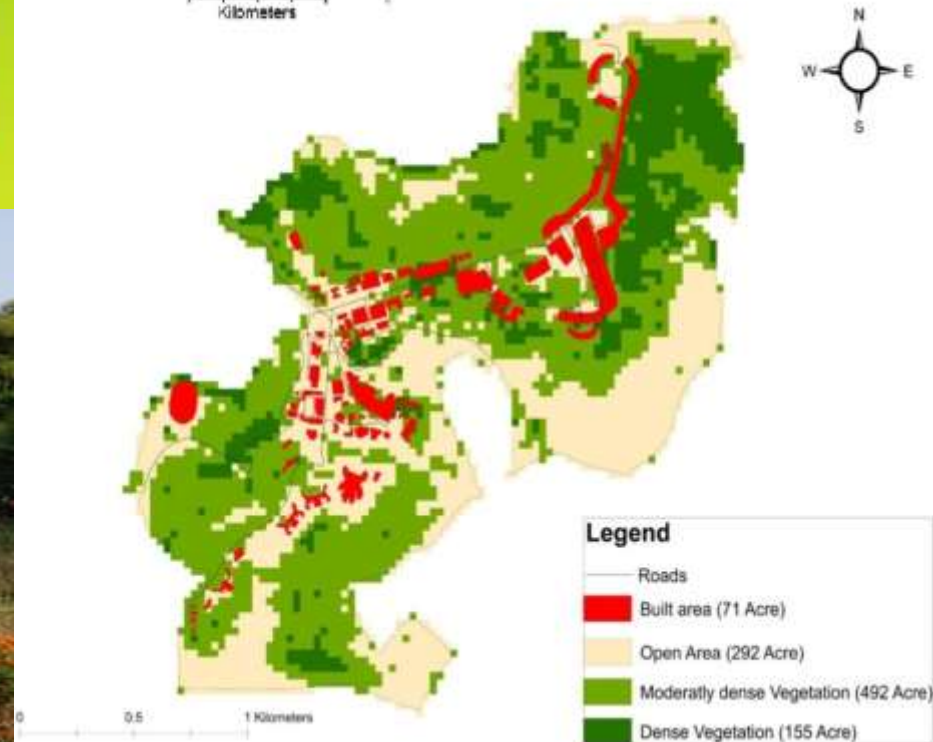 Kilometers
N
W E
S
Legend
Roads
Built area (71 Acre)
Open Area (292 Acre)
Moderatly dense Vegetation (492 Acre)
Dense Vegetation (155 Acre)
0 0.5 1 Kilometers